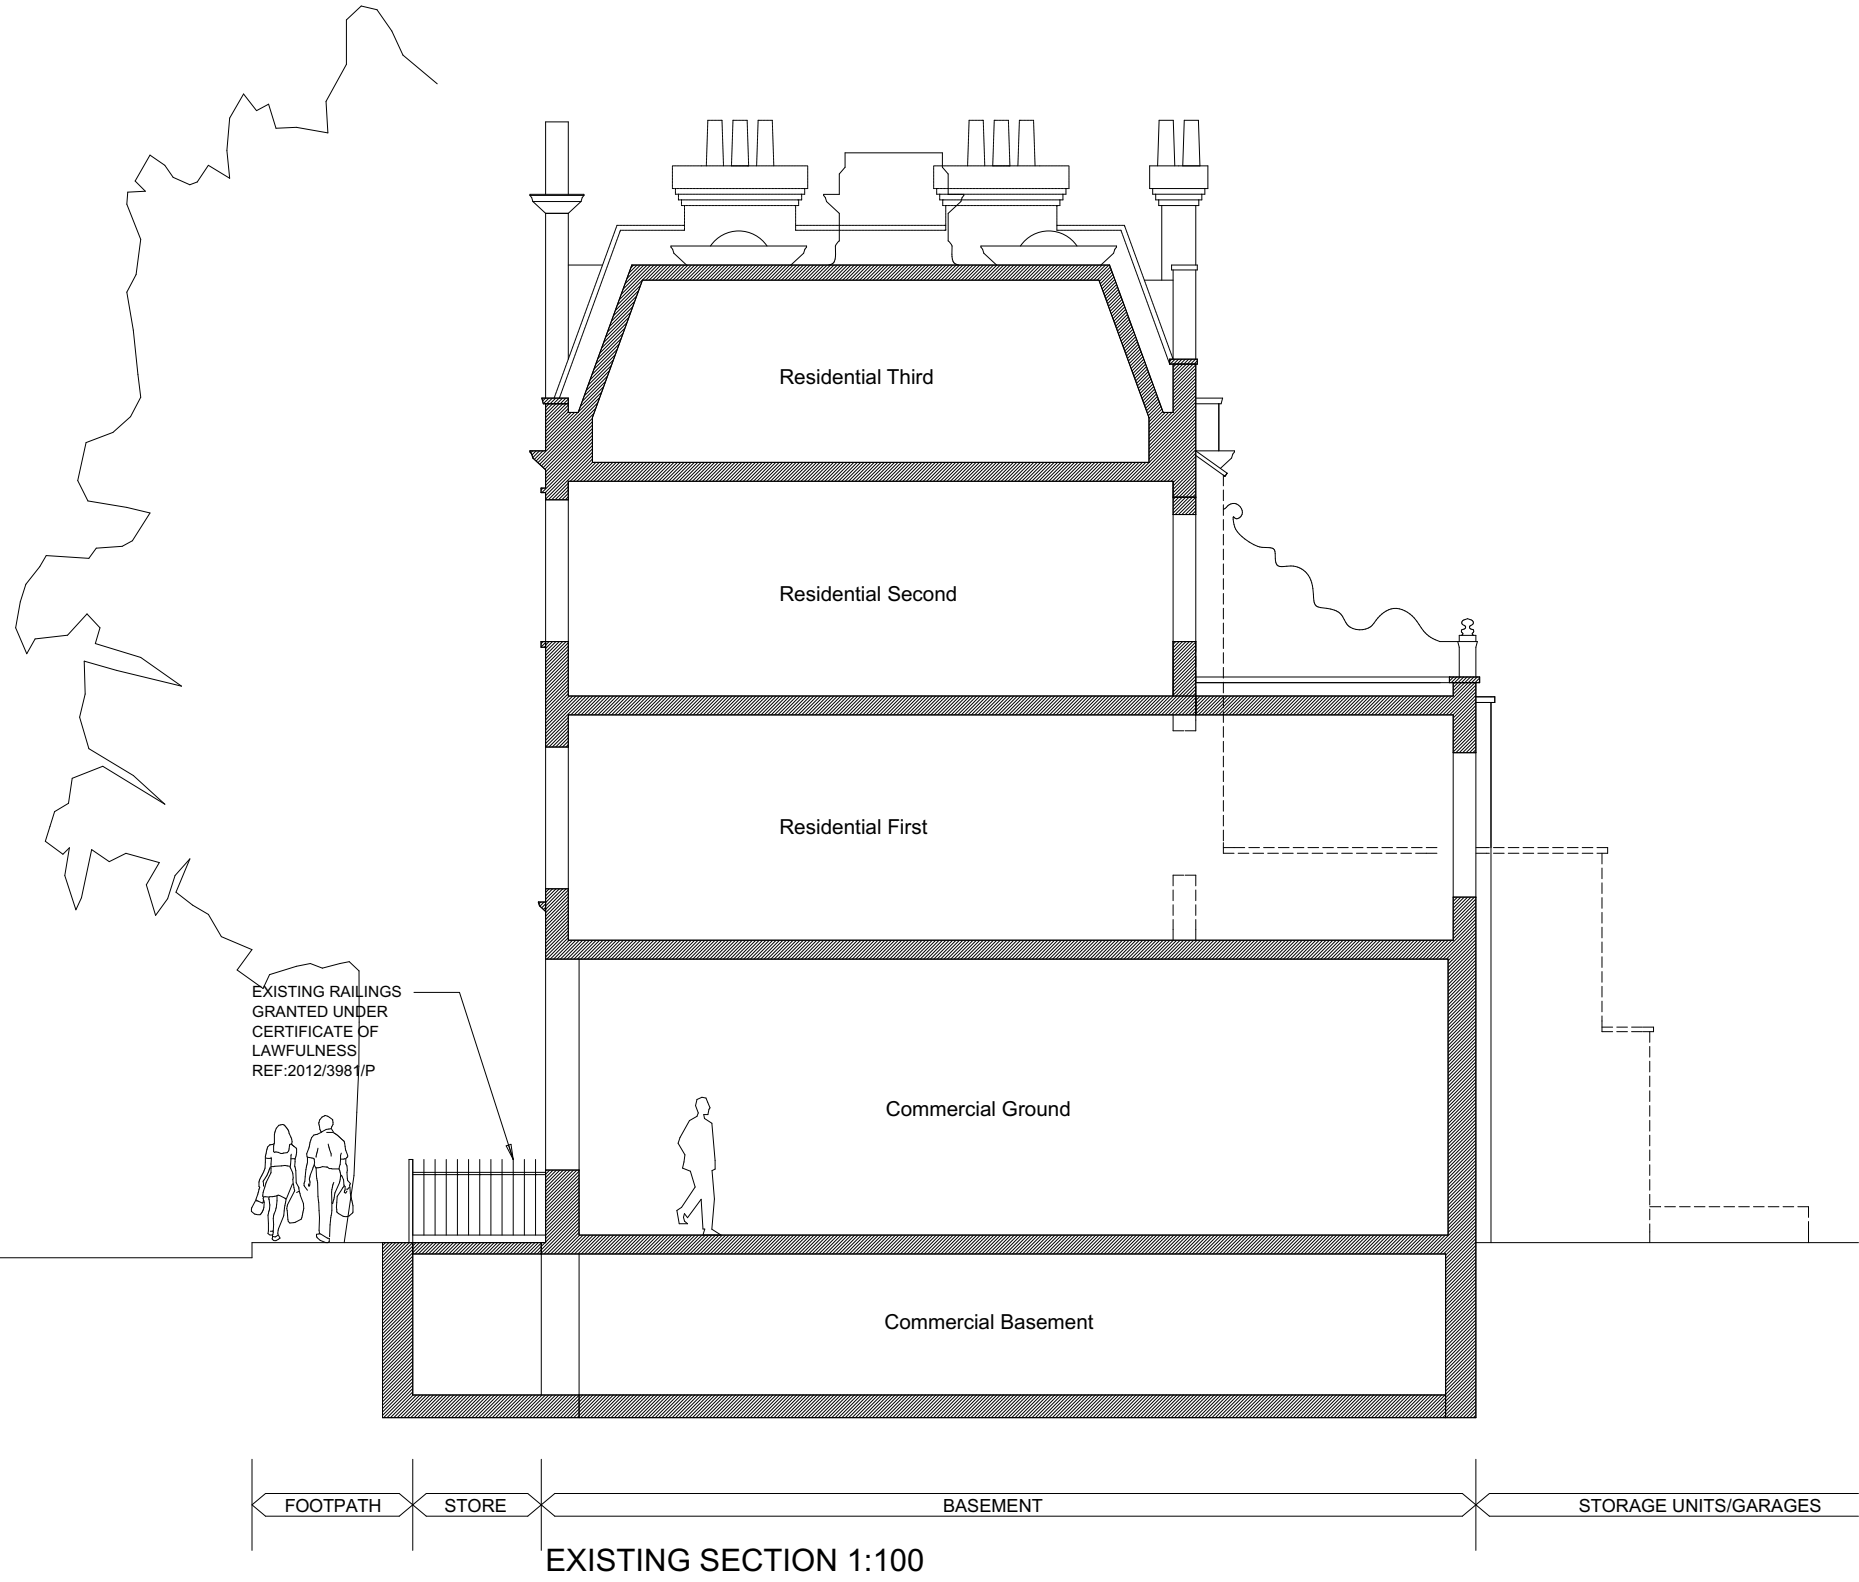 Residential Third
Residential Second
Residential First
EXISTING RAILINGS
GRANTED UNDER
CERTIFICATE OF
LAWFULNESS
REF:2012/3981/P
Commercial Ground
Commercial Basement
FOOTPATH
STORE
BASEMENT
STORAGE UNITS/GARAGES
EXISTING SECTION 1:100